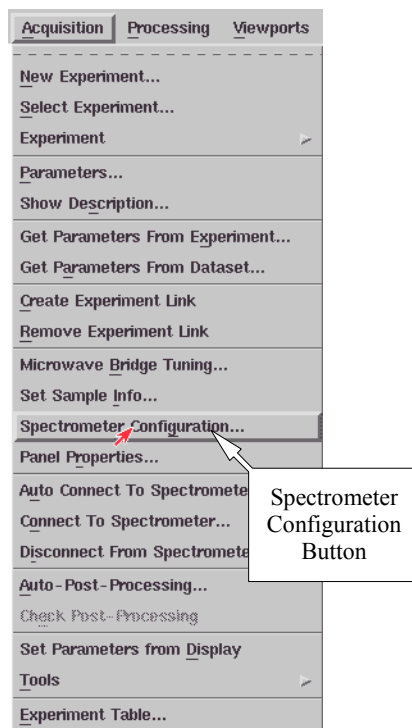 Acquisition Processing Viewports
New Experiment...
Select Experiment...
Experiment
Parameters...
Show Description...
Get Parameters From Experiment...
Get Parameters From Dataset...
Create Experiment Link
Remove Experiment Link
Microwave Bridge Tuning...
Set Sample Info...
Spectrometer Configuration...
Panel Properties...
Auto Connect To Spectromete
Connect To Spectrometer...
Disconnect From Spectromete
Spectrometer
Configuration
Button
Auto-Post-Processing...
Check Post-Processing
Set Parameters from Display
Tools
Experiment Table...